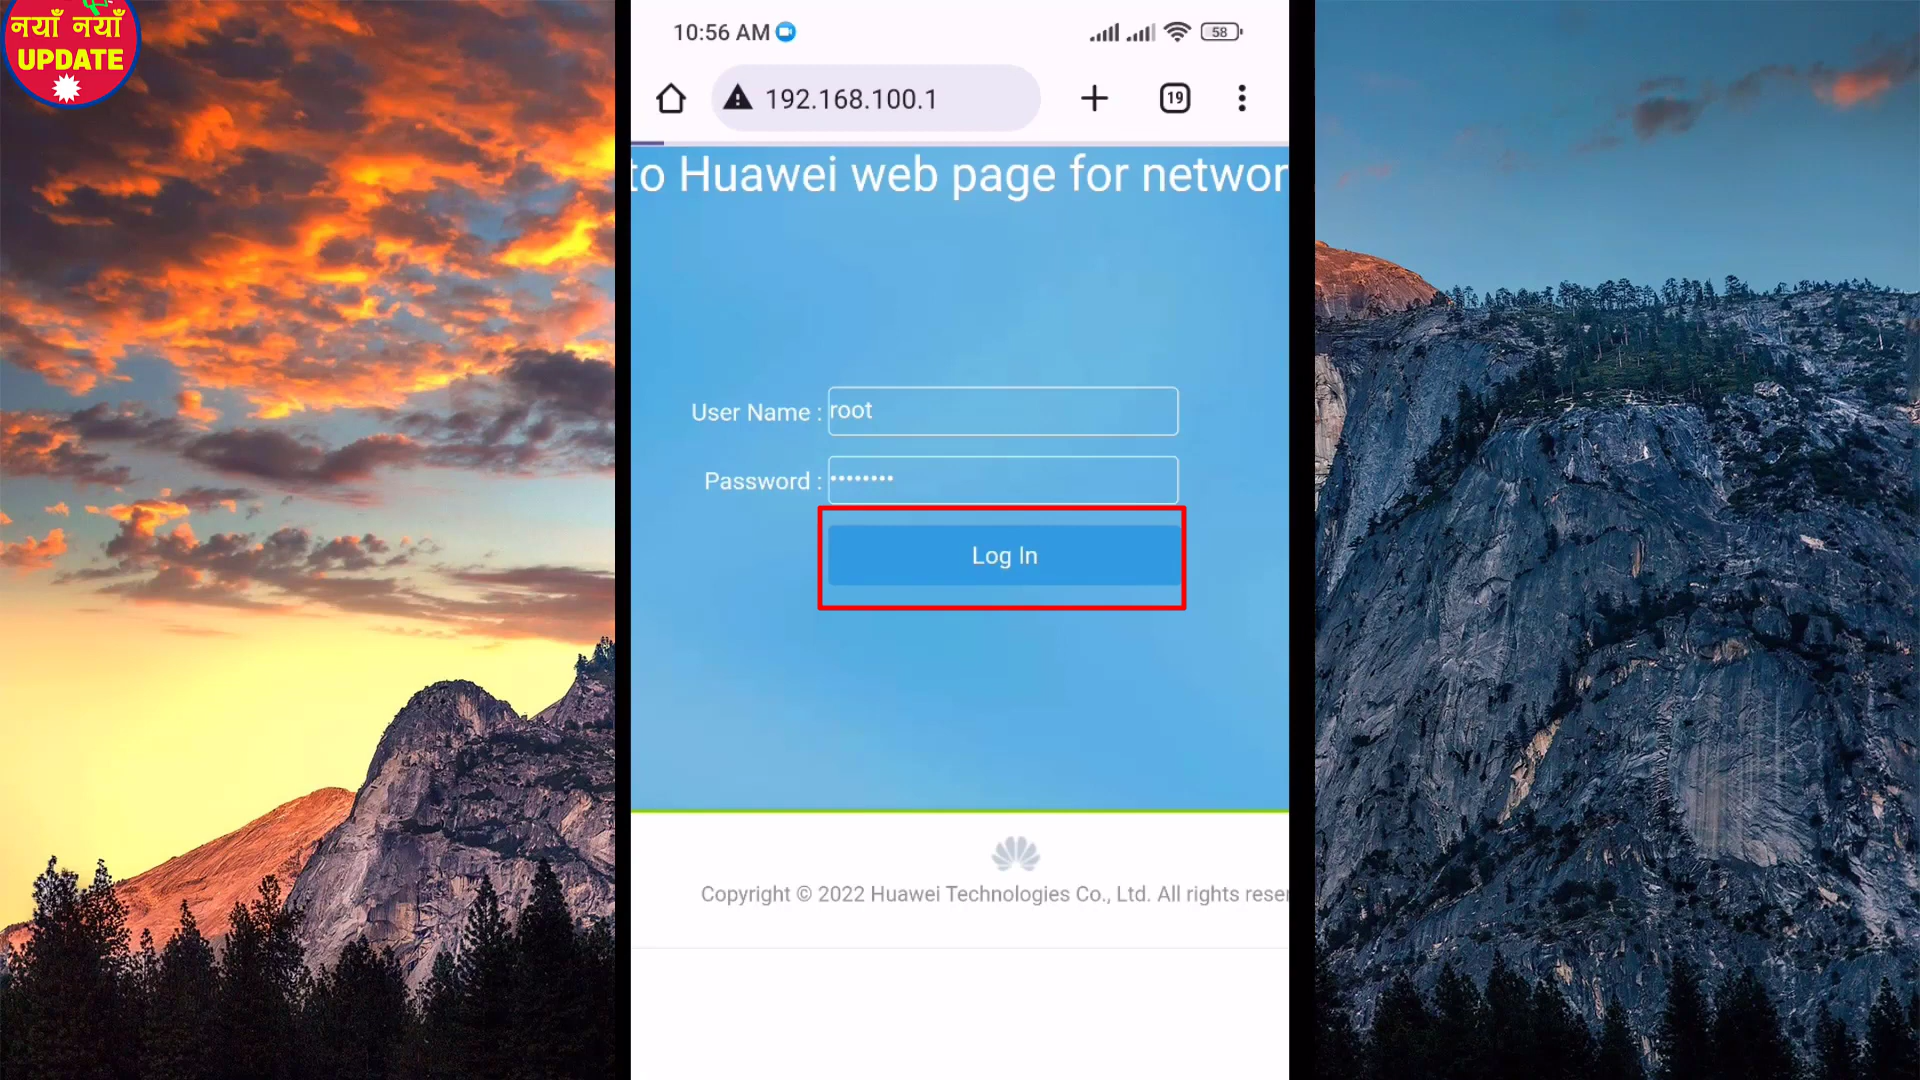 नयाँ नयाँ
UPDATE
10:56 AM
58
192.168.100.1
19
to Huawei web page for networ
User Name :
root
Password :
••••••••
Log In
Copyright © 2022 Huawei Technologies Co., Ltd. All rights reser